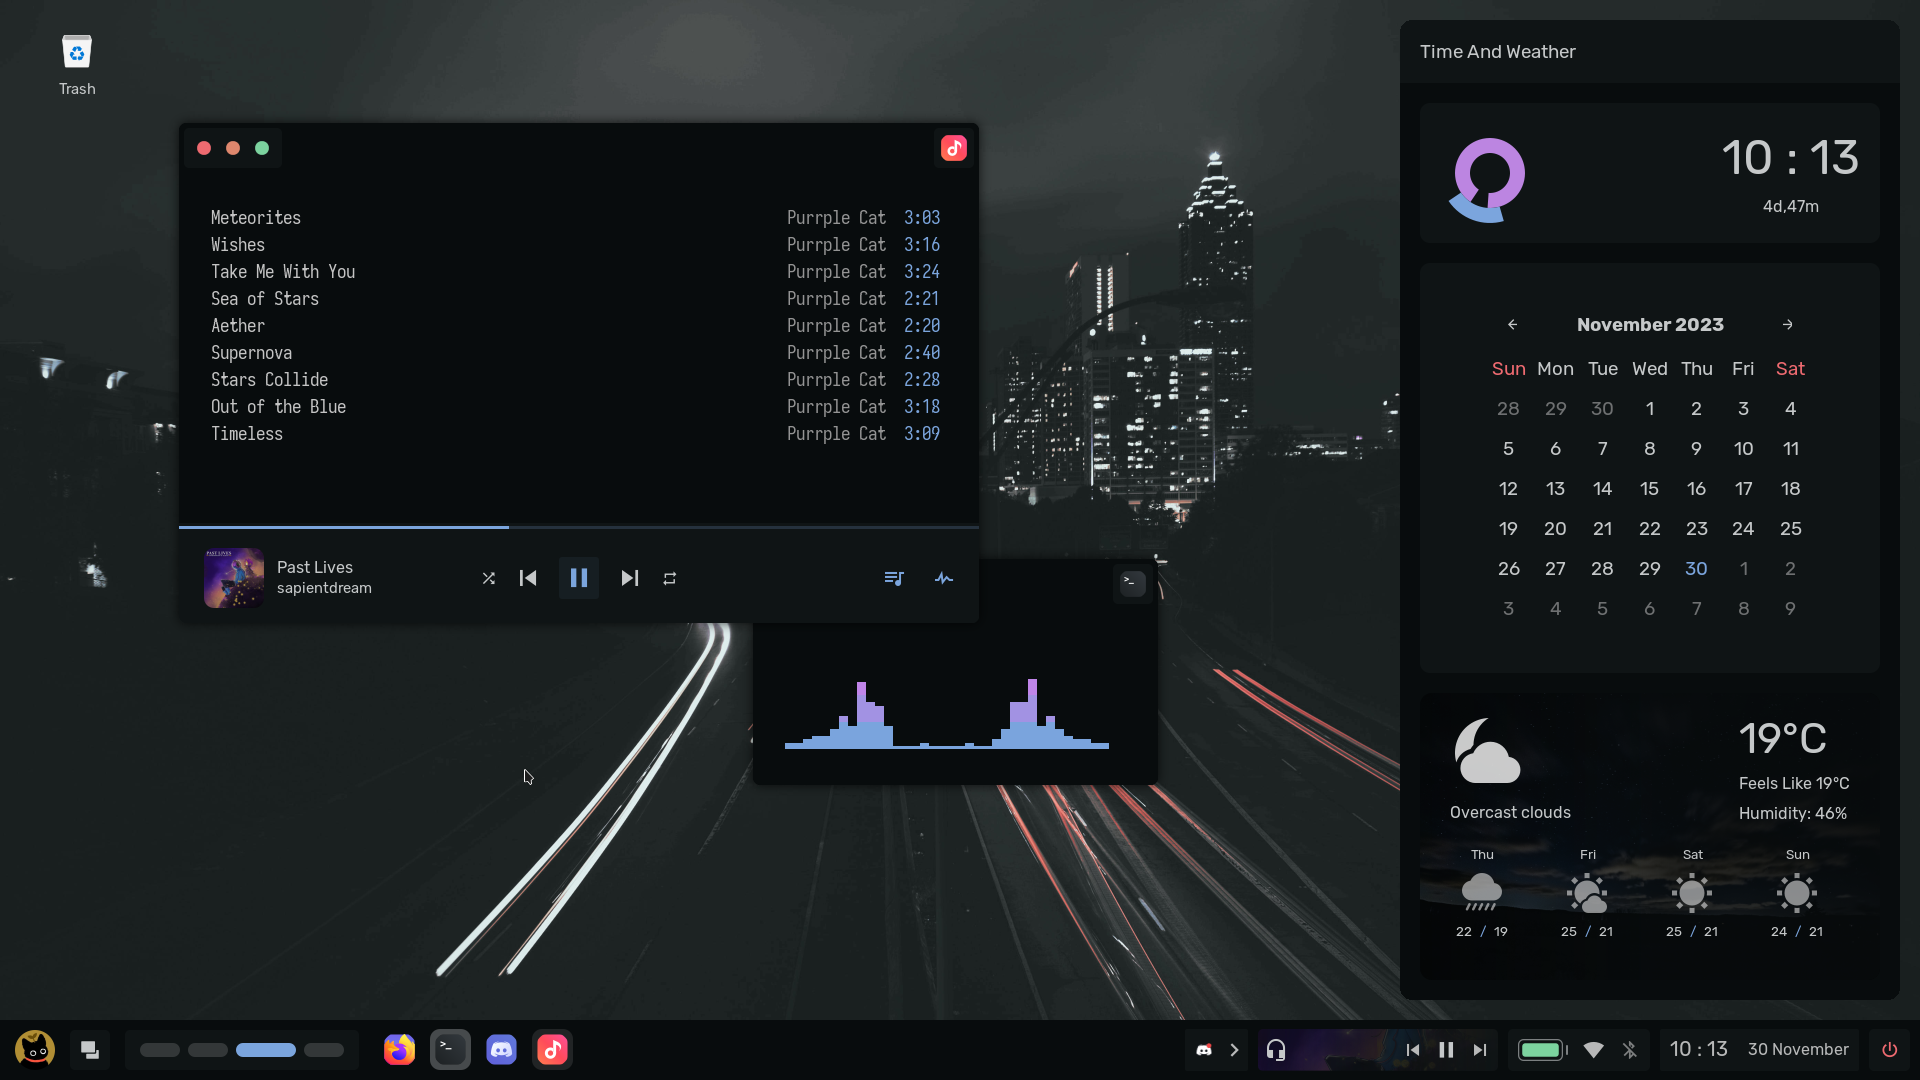 Trash
Meteorites Purrple Cat 3:03
Wishes Purrple Cat 3:16
Take Me With You Purrple Cat 3:24
Sea of Stars Purrple Cat 2:21
Aether Purrple Cat 2:20
Supernova Purrple Cat 2:40
Stars Collide Purrple Cat 2:28
Out of the Blue Purrple Cat 3:18
Timeless Purrple Cat 3:09
PAST LIVES
Past Lives
sapientdream
>_
Time And Weather
10 : 13
4d,47m
November 2023
Sun Mon Tue Wed Thu Fri Sat
28 29 30 1 2 3 4
5 6 7 8 9 10 11
12 13 14 15 16 17 18
19 20 21 22 23 24 25
26 27 28 29 30 1 2
3 4 5 6 7 8 9
19°C
Feels Like 19°C
Overcast clouds
Humidity: 46%
Thu Fri Sat Sun
22 / 19 25 / 21 25 / 21 24 / 21
>_
10 : 13 30 November